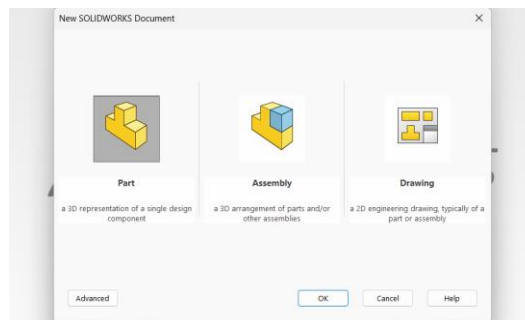 New SOLIDWORKS Document
Part
a 3D representation of a single design
component
Assembly
a 3D arrangement of parts and/or
other assemblies
Drawing
a 2D engineering drawing, typically of a
part or assembly
Advanced
OK
Cancel
Help